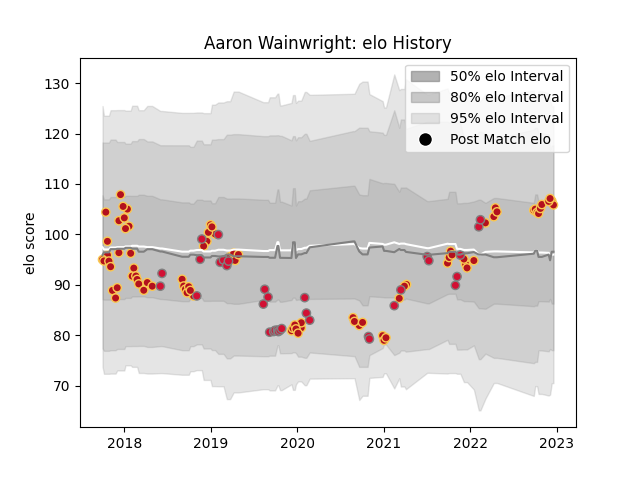 Aaron Wainwright: elo History
50% elo Interval
80% elo Interval
95% elo Interval
Post Match elo
elo score
130
120
110
100
90
80
70
2018 2019 2020 2021 2022 2023